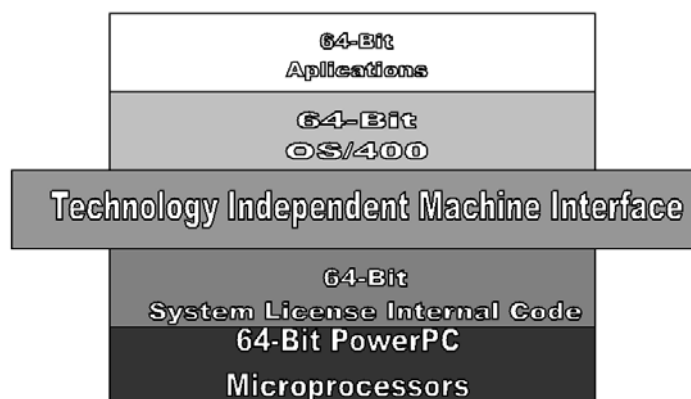 64-Bit
Aplications
64-Bit
OS/400
Technology Independent Machine Interface
64-Bit
System License Internal Code
64-Bit PowerPC
Microprocessors